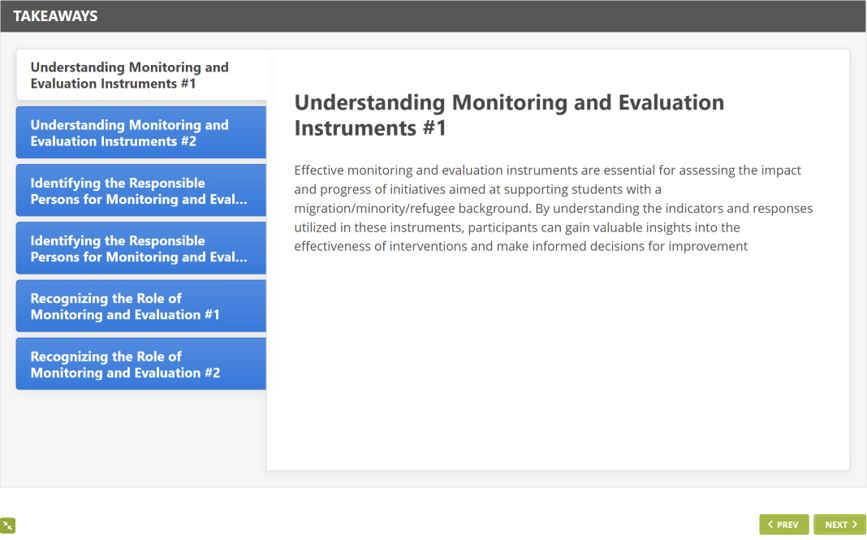 TAKEAWAYS
Understanding Monitoring and
Evaluation Instruments #1
Understanding Monitoring and
Evaluation Instruments #2
Identifying the Responsible
Persons for Monitoring and Eval...
Identifying the Responsible
Persons for Monitoring and Eval...
Recognizing the Role of
Monitoring and Evaluation #1
Recognizing the Role of
Monitoring and Evaluation #2
Understanding Monitoring and Evaluation
Instruments #1
Effective monitoring and evaluation instruments are essential for assessing the impact
and progress of initiatives aimed at supporting students with a
migration/minority/refugee background. By understanding the indicators and responses
utilized in these instruments, participants can gain valuable insights into the
effectiveness of interventions and make informed decisions for improvement
PREV
NEXT